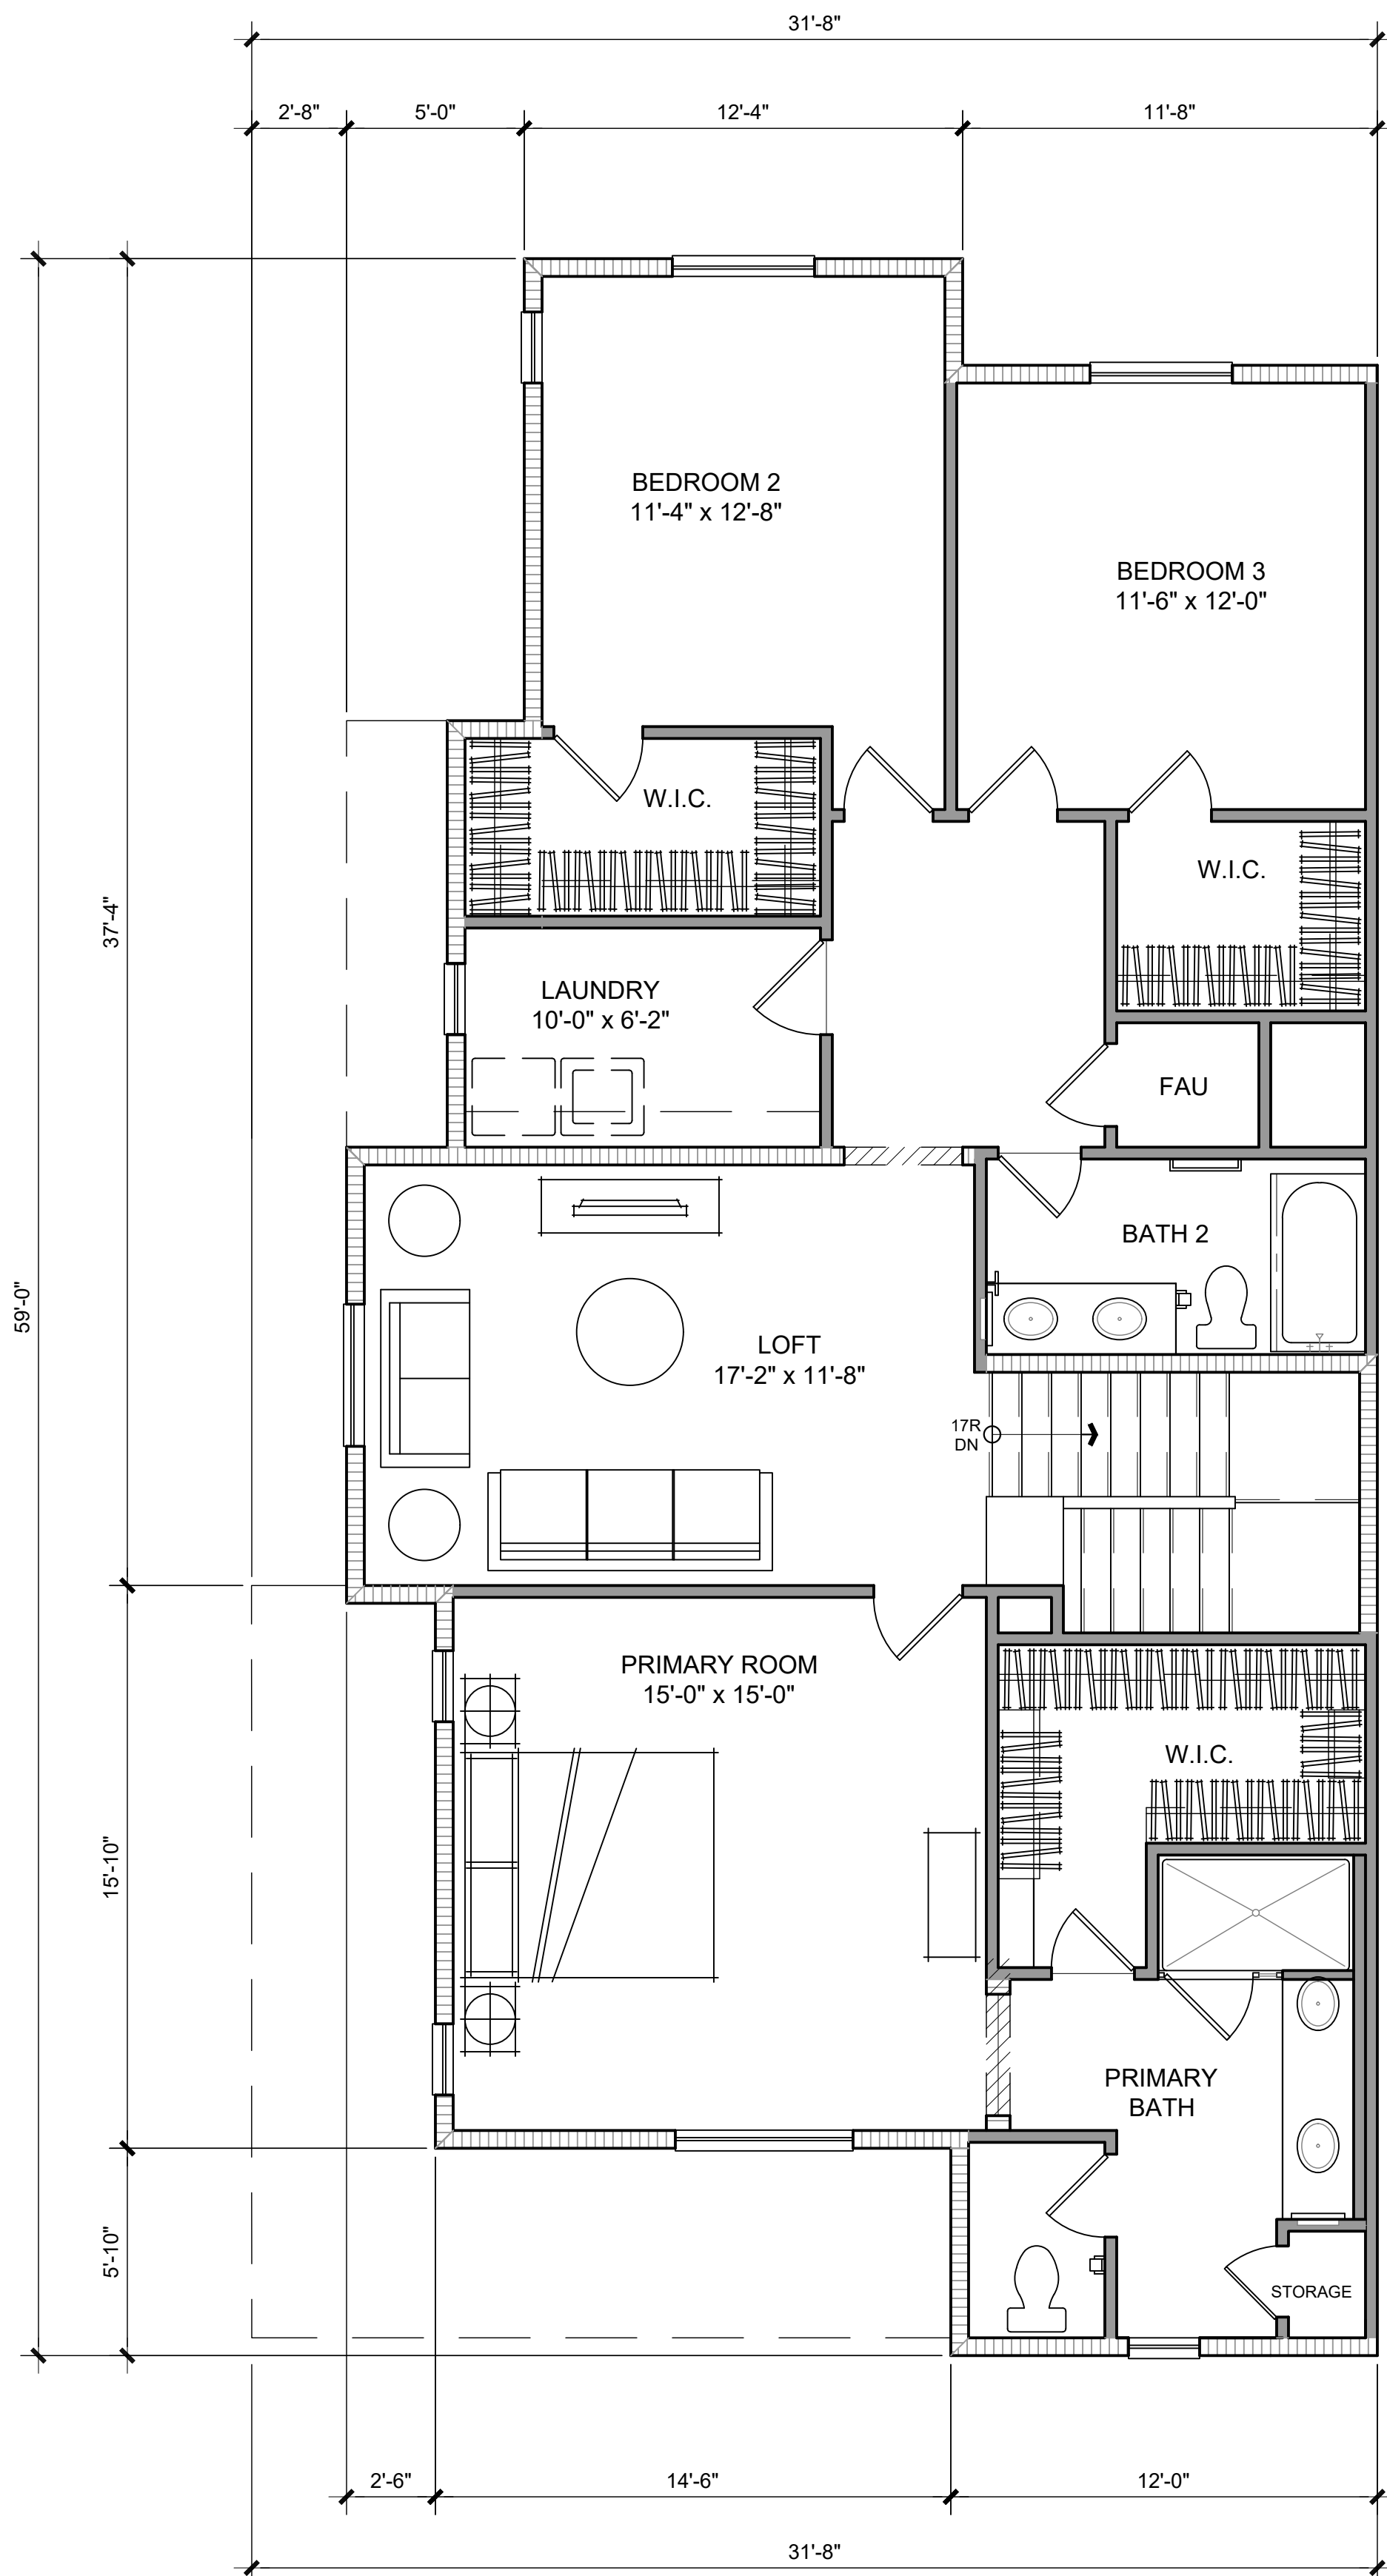 31'-8"
2'-8"
5'-0"
12'-4"
11'-8"
BEDROOM 2
11'-4" x 12'-8"
BEDROOM 3
11'-6" x 12'-0"
W.I.C.
W.I.C.
37'-4"
LAUNDRY
10'-0" x 6'-2"
FAU
BATH 2
59'-0"
LOFT
17'-2" x 11'-8"
17R
DN
PRIMARY ROOM
15'-0" x 15'-0"
W.I.C.
15'-10"
PRIMARY
BATH
5'-10"
STORAGE
2'-6"
14'-6"
12'-0"
31'-8"